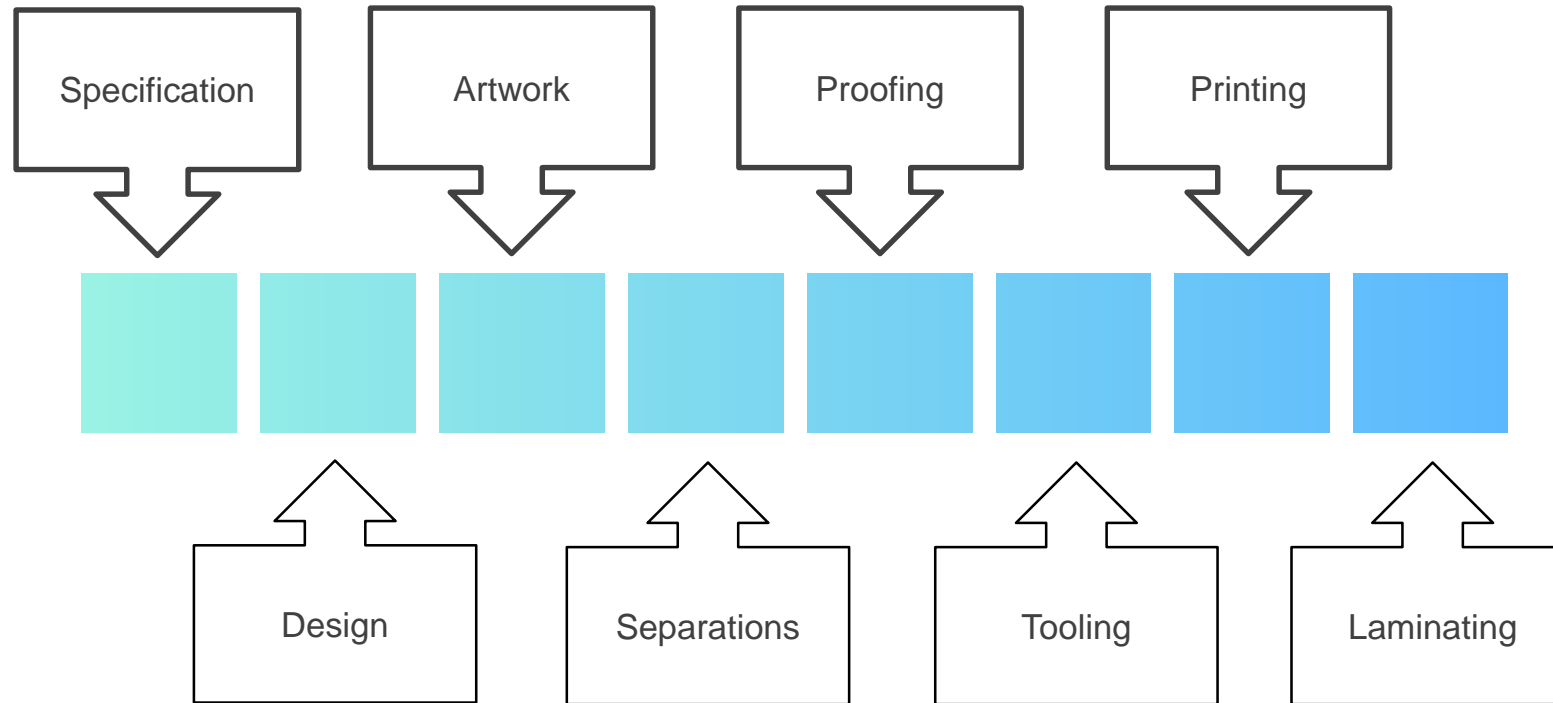 Specification
Artwork
Proofing
Printing
Design
Separations
Tooling
Laminating